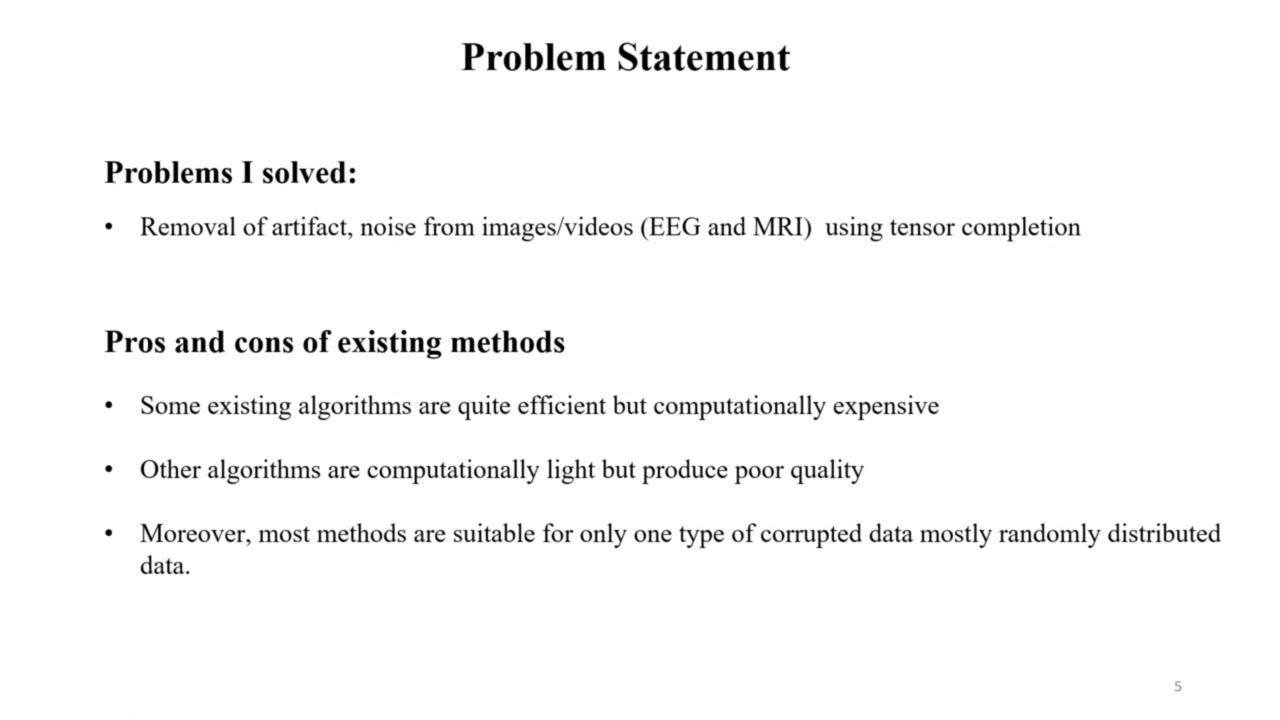 Problem Statement
Problems I solved:
• Removal of artifact, noise from images/videos (EEG and MRI)  using tensor completion
Pros and cons of existing methods
• Some existing algorithms are quite efficient but computationally expensive
• Other algorithms are computationally light but produce poor quality
• Moreover, most methods are suitable for only one type of corrupted data mostly randomly distributed
data.
5